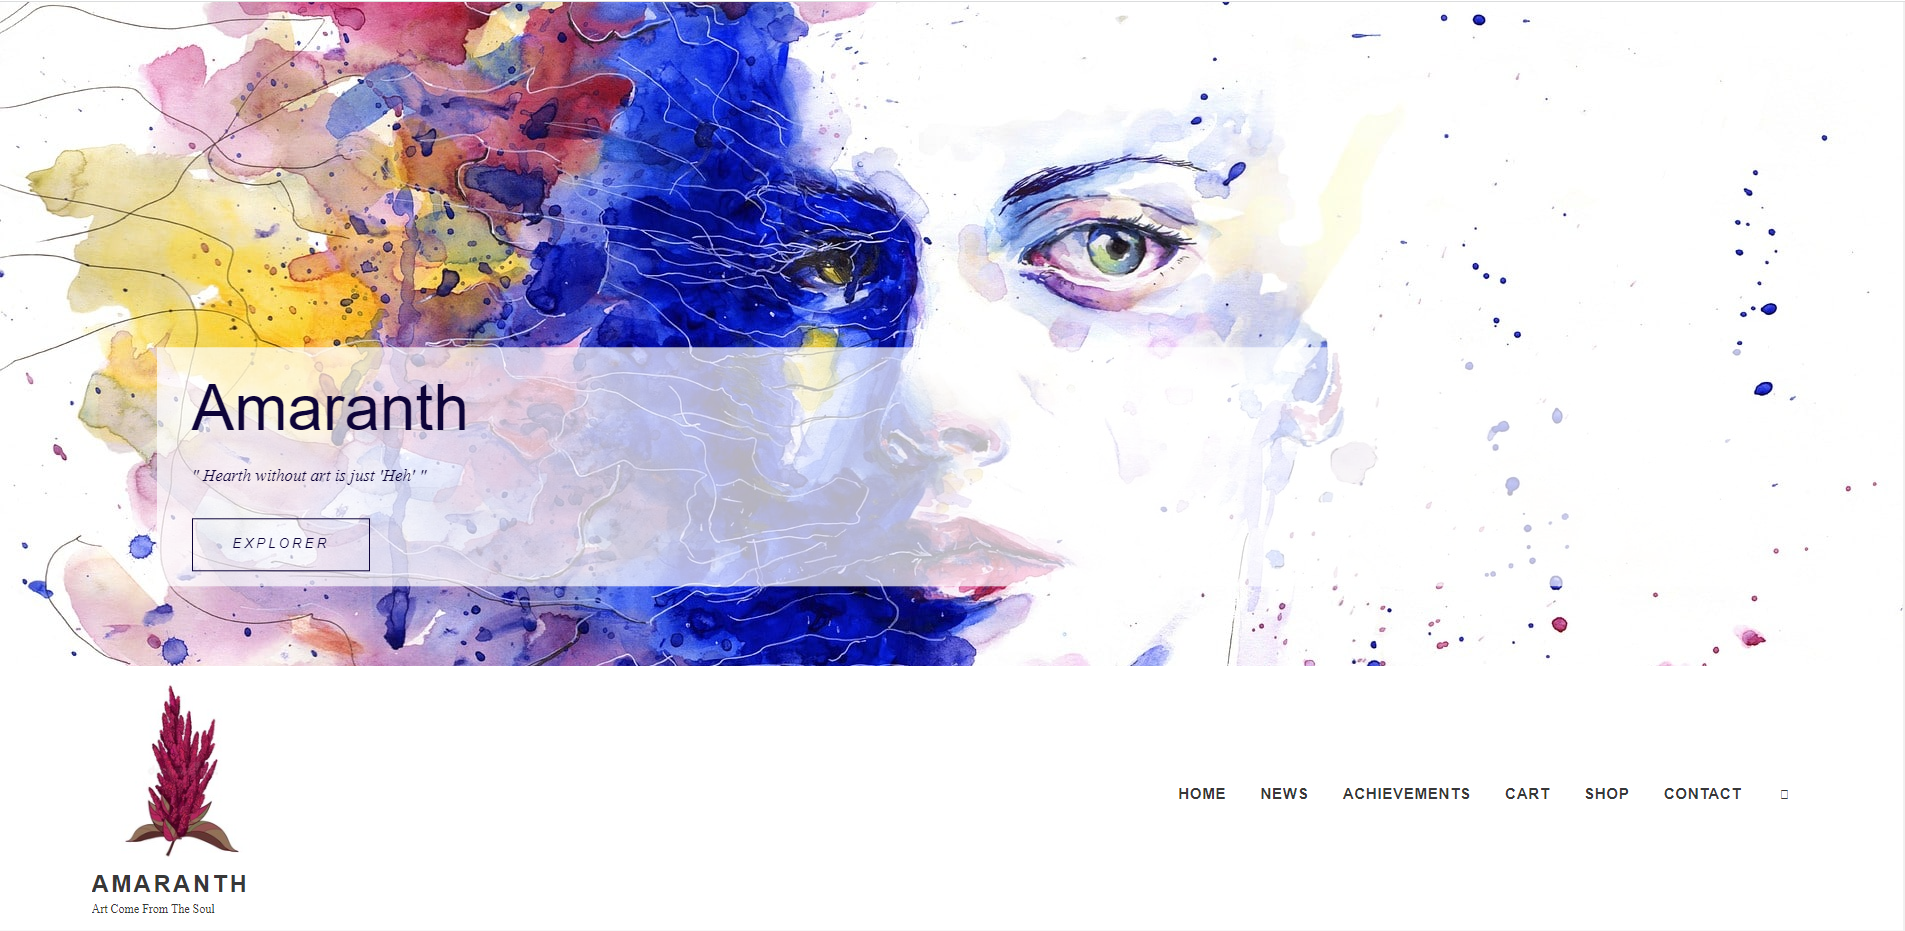 Amaranth
" Hearth without art is just 'Heh' "
EXPLORER
HOME NEWS ACHIEVEMENTS CART SHOP CONTACT
AMARANTH
Art Come From The Soul